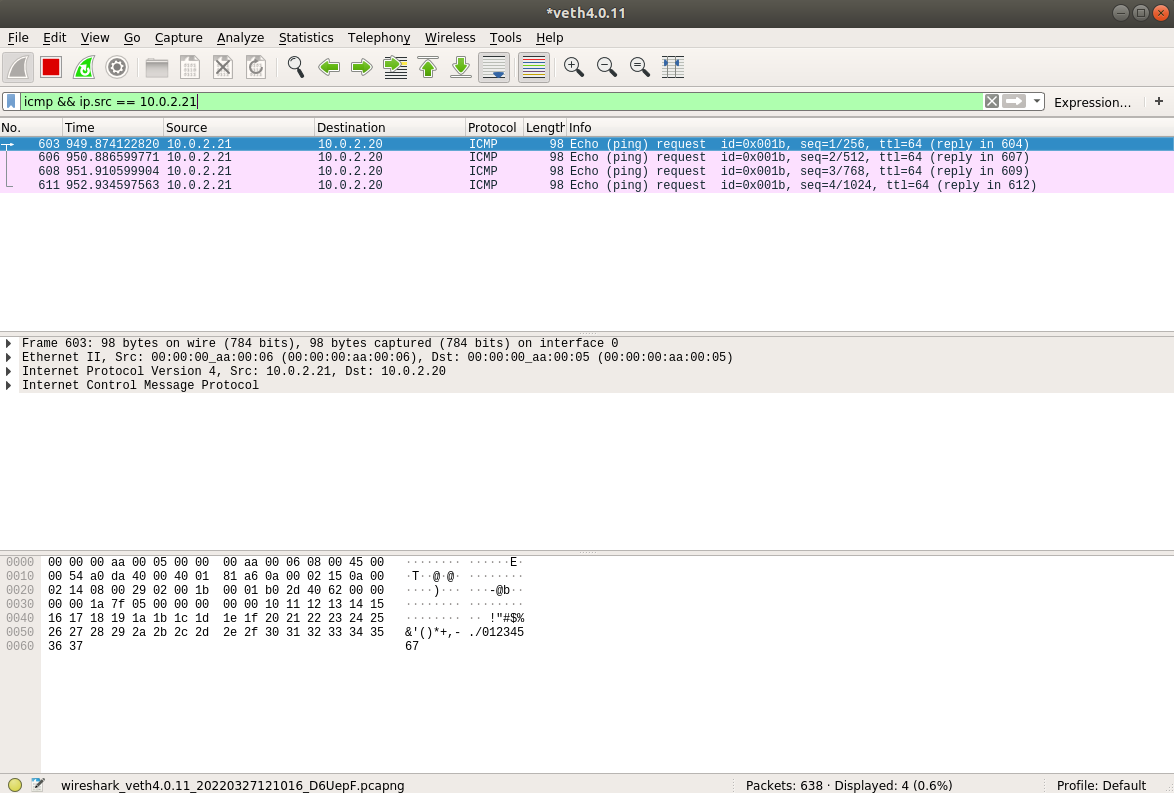 *veth4.0.11
File Edit View Go Capture Analyze Statistics Telephony Wireless Tools Help
icmp && ip.src == 10.0.2.21 Expression… +
No. Time Source Destination Protocol Length Info
603 949.874122820 10.0.2.21 10.0.2.20 ICMP 98 Echo (ping) request id=0x001b, seq=1/256, ttl=64 (reply in 604)
606 950.886599771 10.0.2.21 10.0.2.20 ICMP 98 Echo (ping) request id=0x001b, seq=2/512, ttl=64 (reply in 607)
608 951.910599904 10.0.2.21 10.0.2.20 ICMP 98 Echo (ping) request id=0x001b, seq=3/768, ttl=64 (reply in 609)
611 952.934597563 10.0.2.21 10.0.2.20 ICMP 98 Echo (ping) request id=0x001b, seq=4/1024, ttl=64 (reply in 612)
Frame 603: 98 bytes on wire (784 bits), 98 bytes captured (784 bits) on interface 0
Ethernet II, Src: 00:00:00_aa:00:06 (00:00:00:aa:00:06), Dst: 00:00:00_aa:00:05 (00:00:00:aa:00:05)
Internet Protocol Version 4, Src: 10.0.2.21, Dst: 10.0.2.20
Internet Control Message Protocol
0000 00 00 00 aa 00 05 00 00 00 aa 00 06 08 00 45 00 ········ ······E·
0010 00 54 a0 da 40 00 40 01 81 a6 0a 00 02 15 0a 00 ·T··@·@· ········
0020 02 14 08 00 29 02 00 1b 00 01 b0 2d 40 62 00 00 ····)··· ···-@b··
0030 00 00 1a 7f 05 00 00 00 00 00 10 11 12 13 14 15 ········ ········
0040 16 17 18 19 1a 1b 1c 1d 1e 1f 20 21 22 23 24 25 ········ ·· !"#$%
0050 26 27 28 29 2a 2b 2c 2d 2e 2f 30 31 32 33 34 35 &'()*+,- ./012345
0060 36 37 67
wireshark_veth4.0.11_20220327121016_D6UepF.pcapng Packets: 638 · Displayed: 4 (0.6%) Profile: Default